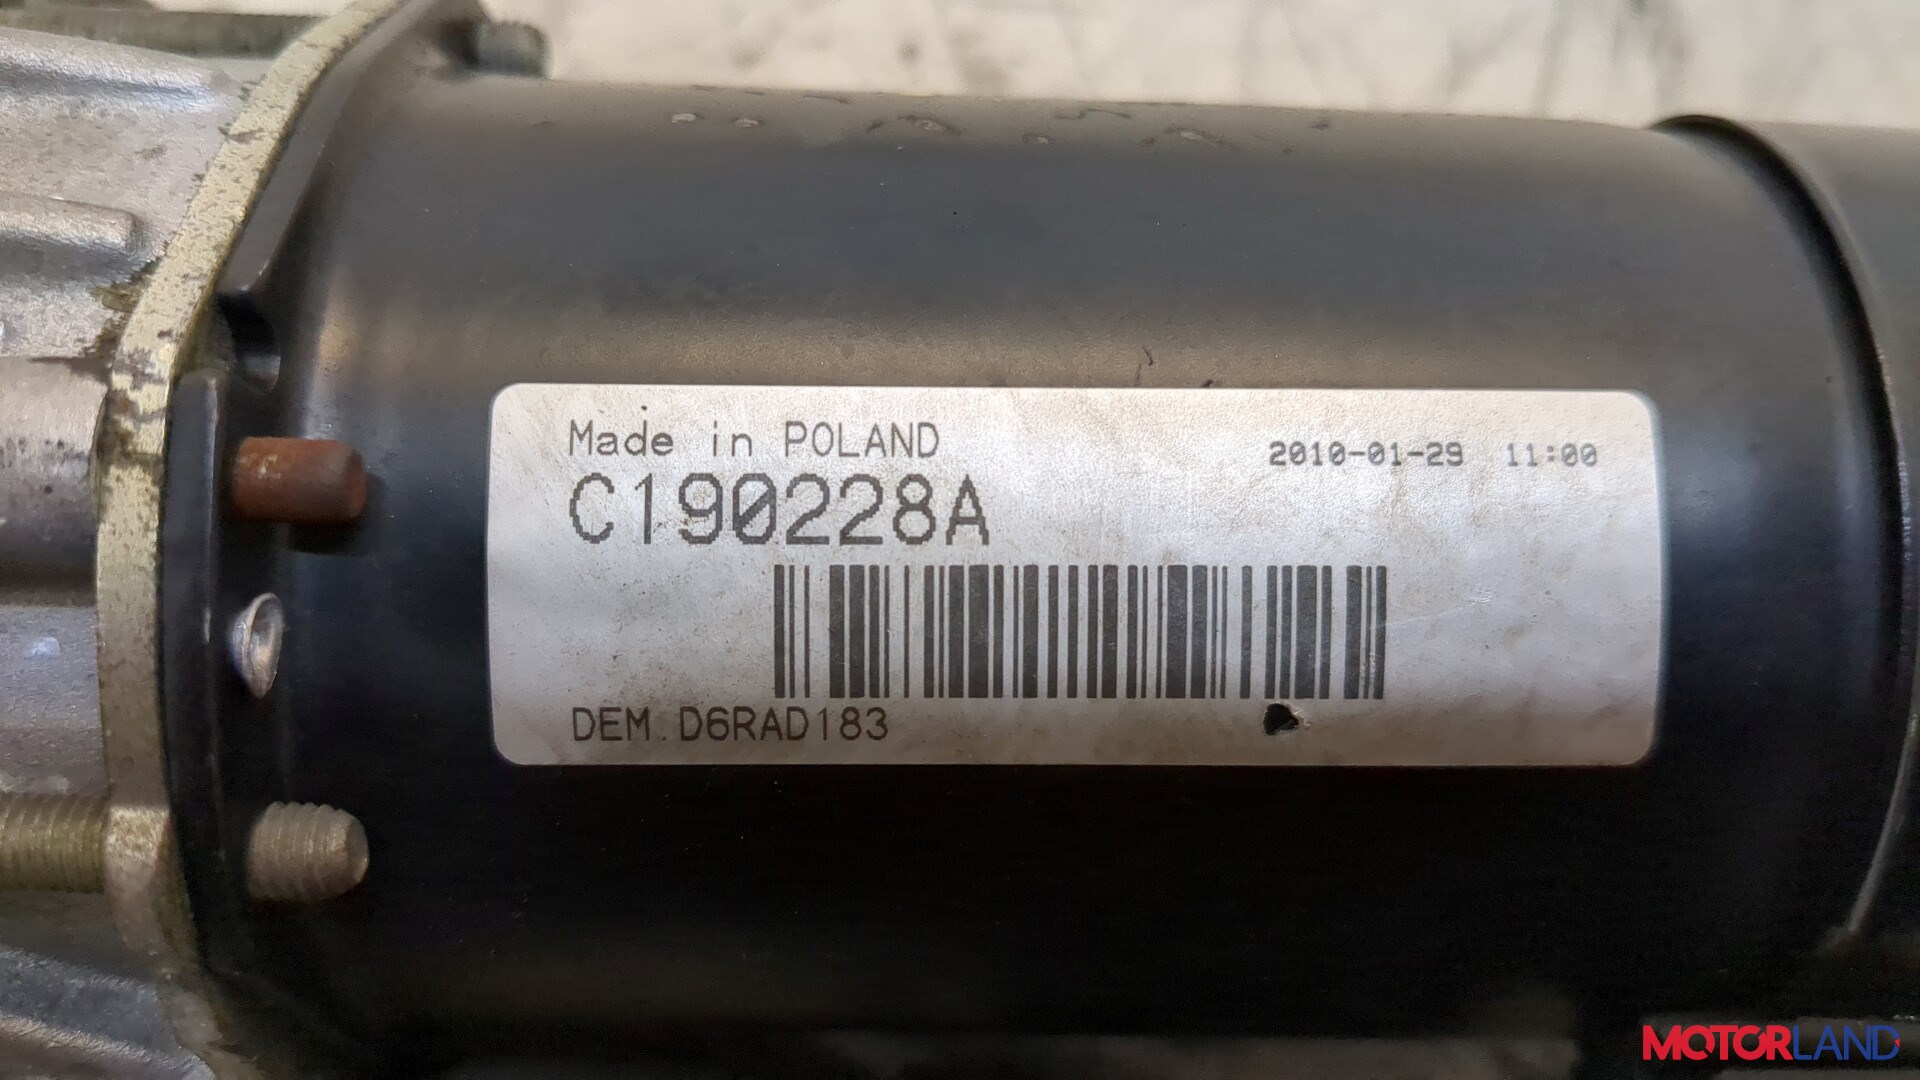 Made in POLAND
2010-01-29 11:00
C190228A
DEM. D6RAD183
MOTORLAND